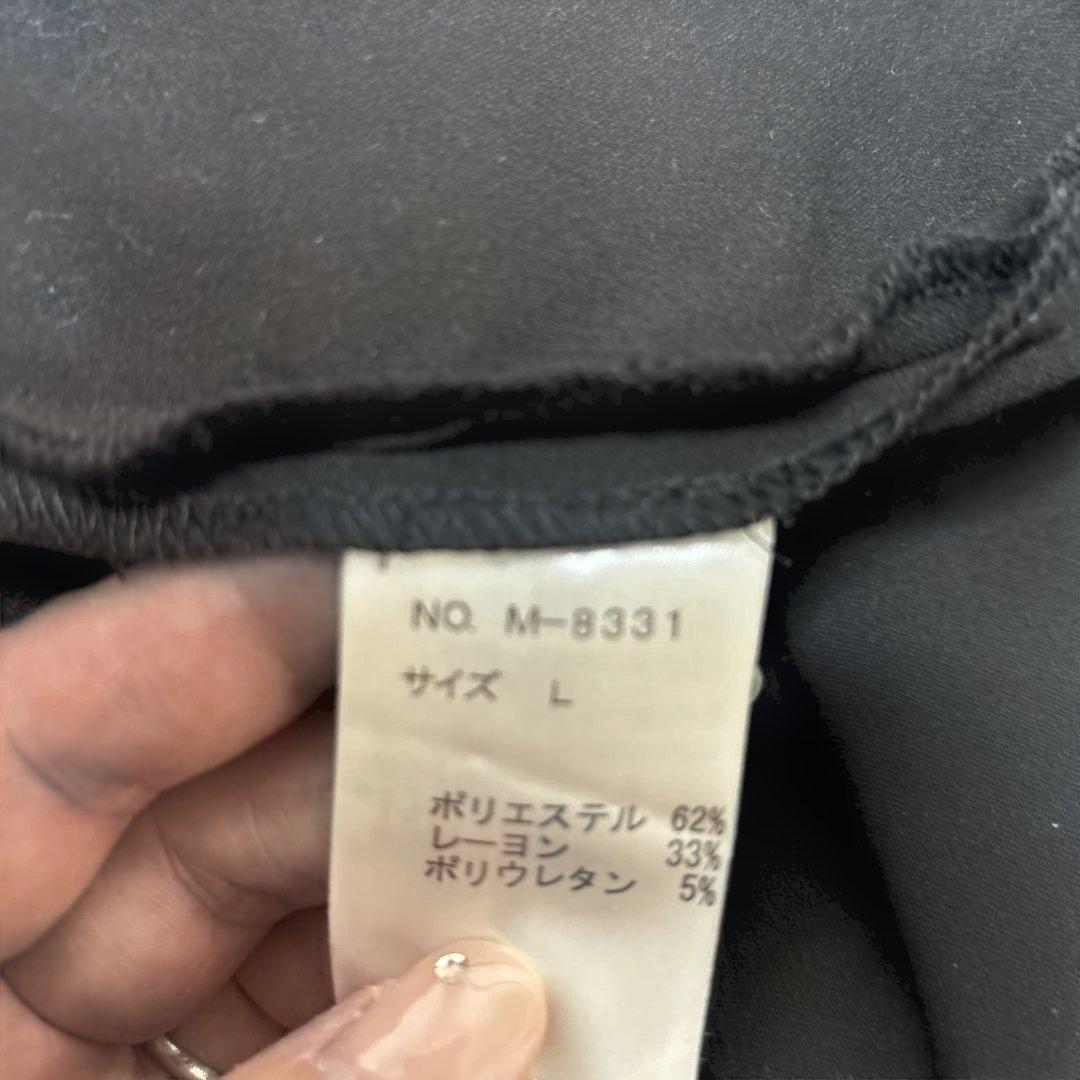 NO. M-8331
サイズ L
ポリエステル 62%
レーヨン 33%
ポリウレタン 5%